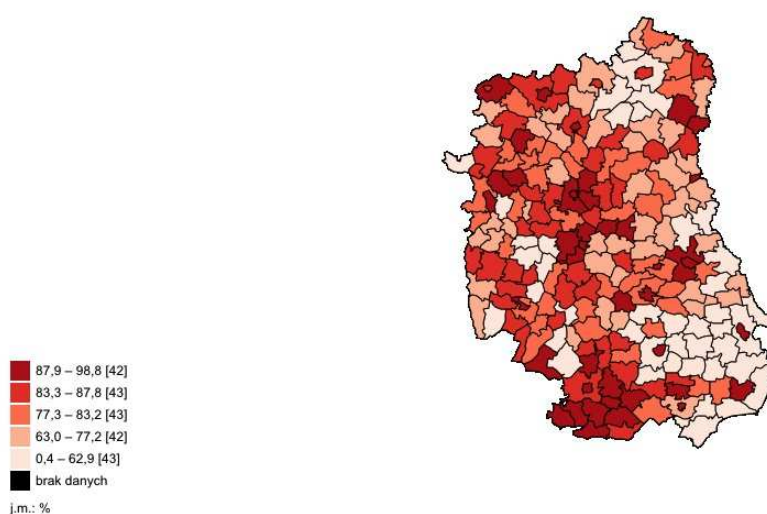 87,9 – 98,8 [42]
83,3 – 87,8 [43]
77,3 – 83,2 [43]
63,0 – 77,2 [42]
0,4 – 62,9 [43]
brak danych
j.m.: %